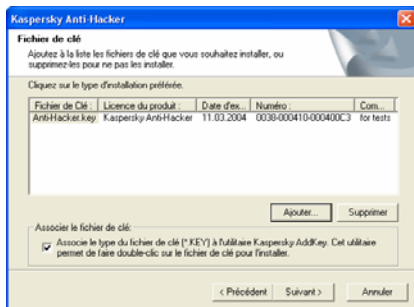 Kaspersky Anti-Hacker
Fichier de clé
Ajoutez à la liste les fichiers de clé que vous souhaitez installer, ou
supprimez-les pour ne pas les installer.
Cliquez sur le type d'installation préférée.
Fichier de Clé : Licence du produit : Date d'ex... Numéro : Com...
Anti-Hacker.key Kaspersky Anti-Hacker 11.03.2004 0038-000410-000400C3 for tests
Ajouter... Supprimer
Associer le fichier de clé:
Associe le type du fichier de clé (*.KEY) à l'utilitaire Kaspersky AddKey. Cet utilitaire
permet de faire double-clic sur le fichier de clé pour l'installer.
< Précédent Suivant > Annuler